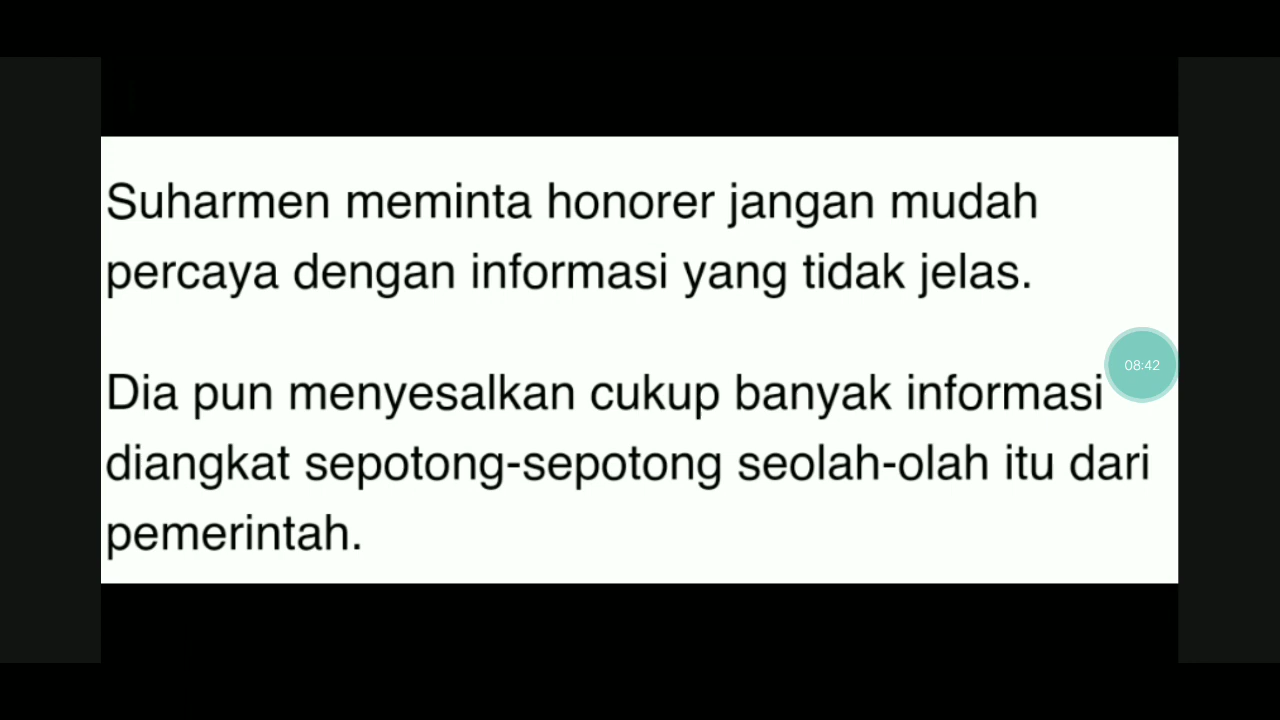 Suharmen meminta honorer jangan mudah
percaya dengan informasi yang tidak jelas.
Dia pun menyesalkan cukup banyak informasi
08:42
diangkat sepotong-sepotong seolah-olah itu dari
pemerintah.